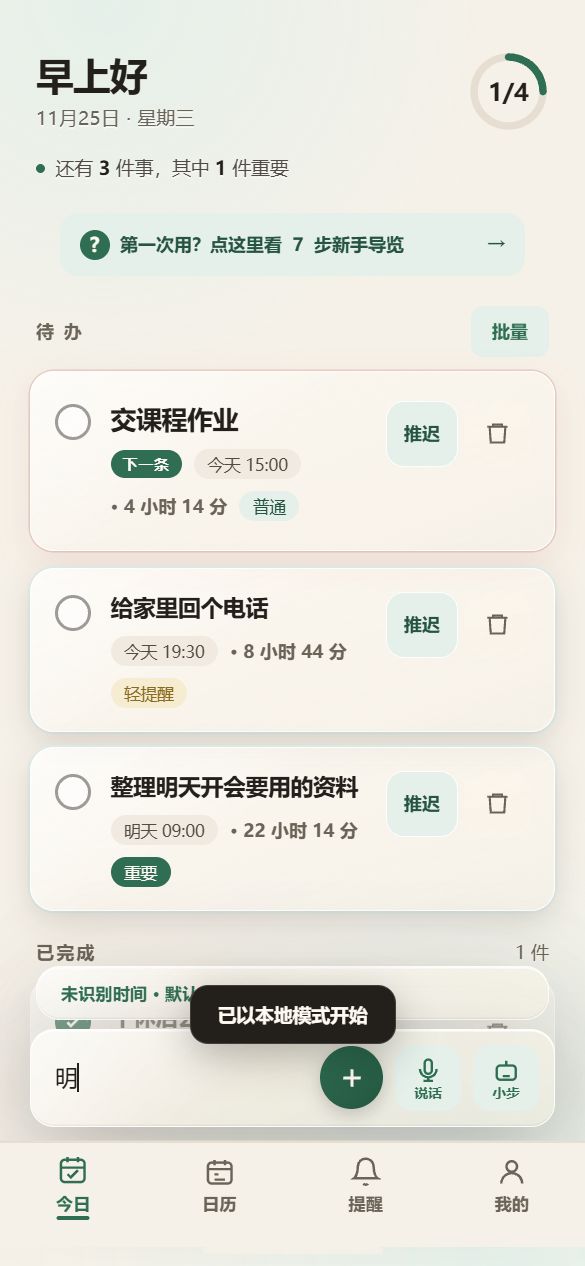 早上好
1/4
11月25日 · 星期三
还有 3 件事，其中 1 件重要
? 第一次用？点这里看 7 步新手导览 →
待办
批量
交课程作业
推迟
下一条 今天 15:00
• 4 小时 14 分 普通
给家里回个电话
推迟
今天 19:30 • 8 小时 44 分
轻提醒
整理明天开会要用的资料
推迟
明天 09:00 • 22 小时 14 分
重要
已完成 1 件
未识别时间 • 默认
已以本地模式开始
明
+
说话 小步
今日 日历 提醒 我的